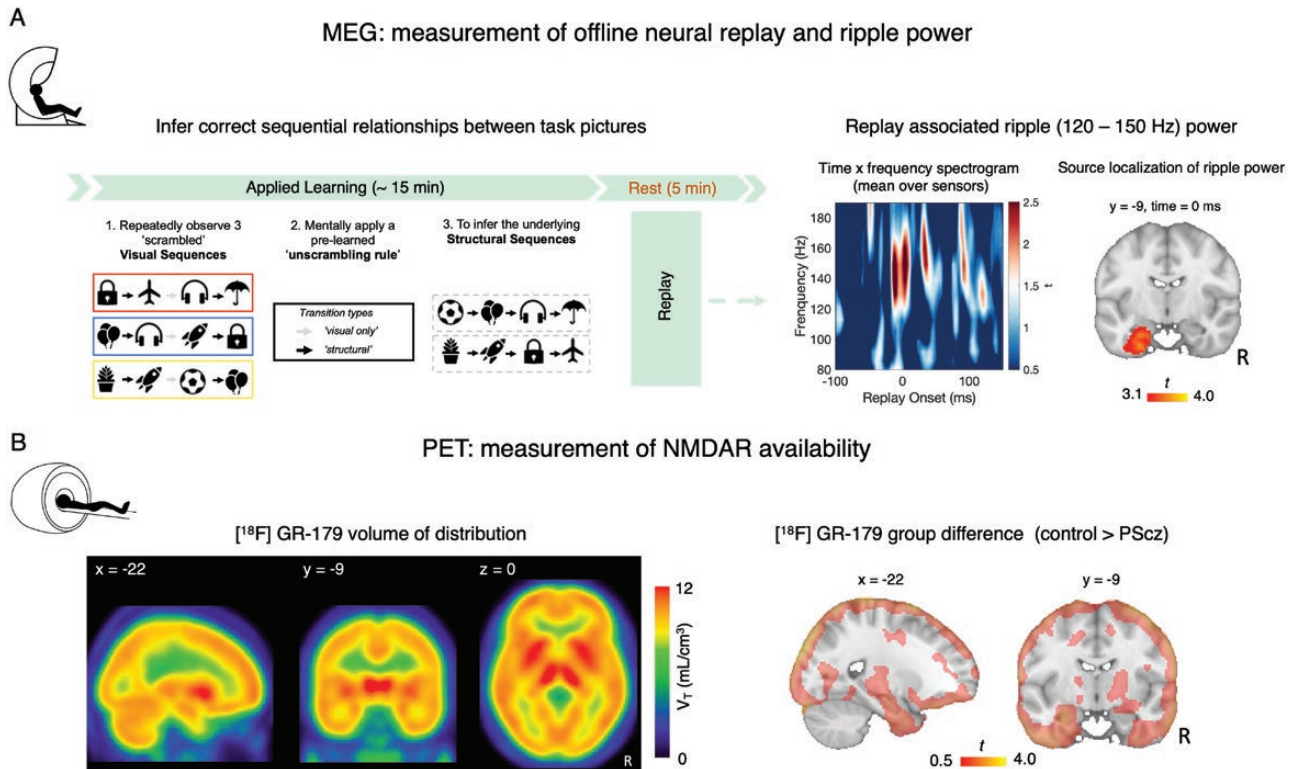 A
MEG: measurement of offline neural replay and ripple power
Infer correct sequential relationships between task pictures
Applied Learning (~ 15 min)
Rest (5 min)
1. Repeatedly observe 3
'scrambled'
Visual Sequences
2. Mentally apply a
pre-learned
'unscrambling rule'
Transition types
'visual only'
'structural'
3. To infer the underlying
Structural Sequences
Replay
Replay associated ripple (120 – 150 Hz) power
Time x frequency spectrogram
(mean over sensors)
Frenquency (Hz)
180
160
140
120
100
80
-100
0
100
Replay Onset (ms)
2.5
2
1.5
1
0.5
t
Source localization of ripple power
y = -9, time = 0 ms
R
3.1
t
4.0
B
PET: measurement of NMDAR availability
[¹⁸F] GR-179 volume of distribution
x = -22
y = -9
z = 0
R
12
V_T (mL/cm³)
0
[¹⁸F] GR-179 group difference (control > PScz)
x = -22
y = -9
R
0.5
t
4.0